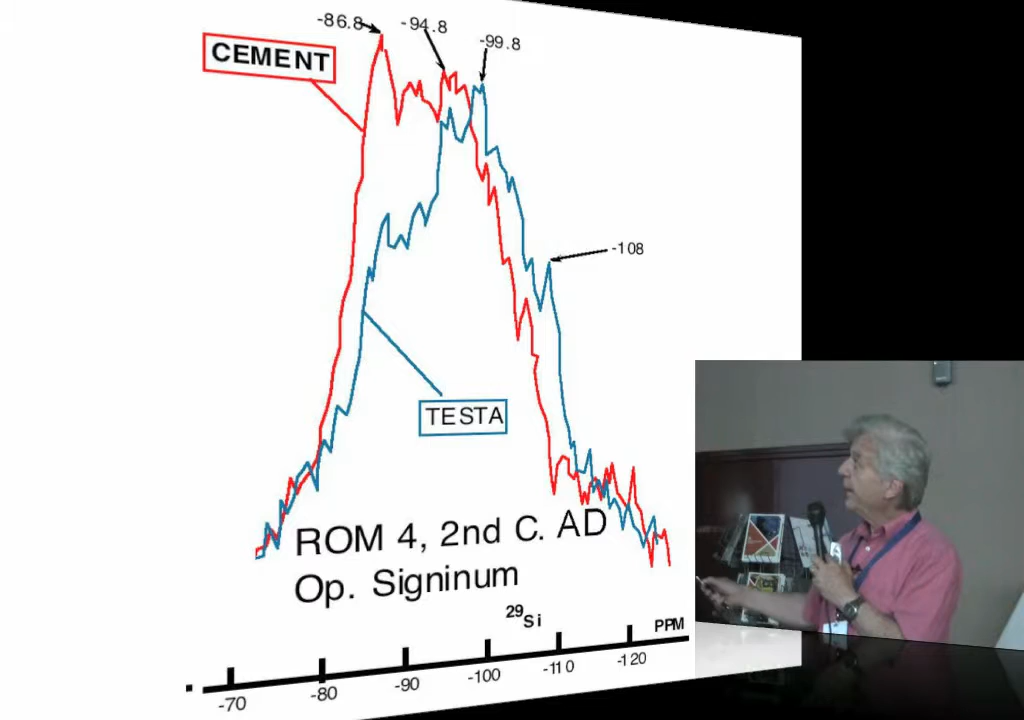 -86.8
-94.8
-99.8
CEMENT
-108
TESTA
ROM 4, 2nd C. AD
Op. Signinum
29Si
PPM
-70
-80
-90
-100
-110
-120